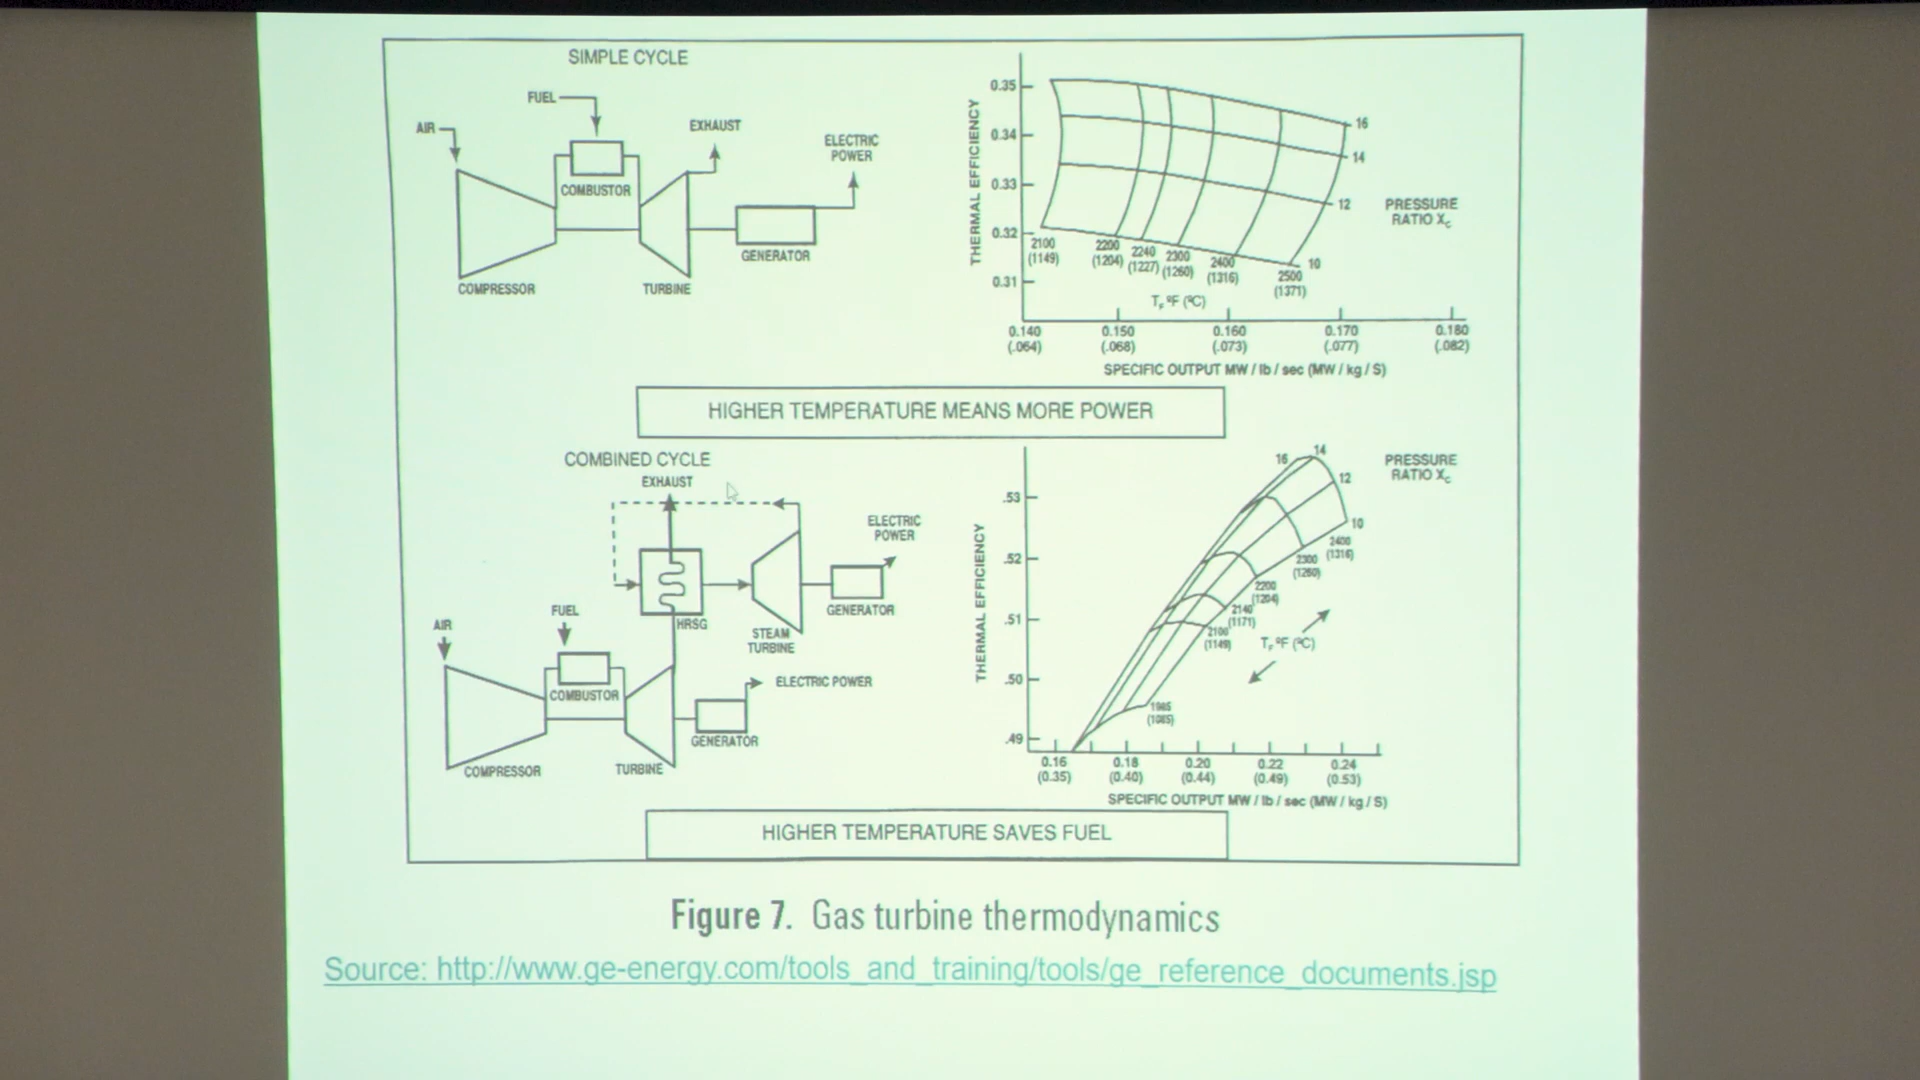 SIMPLE CYCLE
FUEL
AIR
EXHAUST
ELECTRIC
POWER
COMBUSTOR
GENERATOR
COMPRESSOR
TURBINE
THERMAL EFFICIENCY
0.35
0.34
0.33
0.32
0.31
16
14
12
10
PRESSURE
RATIO Xc
2100
(1149)
2200
(1204)
2240
(1227)
2300
(1260)
2400
(1316)
2500
(1371)
TF °F (°C)
0.140
(.064)
0.150
(.068)
0.160
(.073)
0.170
(.077)
0.180
(.082)
SPECIFIC OUTPUT MW / lb / sec (MW / kg / S)
HIGHER TEMPERATURE MEANS MORE POWER
COMBINED CYCLE
EXHAUST
ELECTRIC
POWER
GENERATOR
HRSG
STEAM
TURBINE
FUEL
AIR
COMBUSTOR
ELECTRIC POWER
GENERATOR
COMPRESSOR
TURBINE
THERMAL EFFICIENCY
.53
.52
.51
.50
.49
16
14
12
10
PRESSURE
RATIO Xc
2400
(1316)
2300
(1260)
2200
(1204)
2140
(1171)
2100
(1149)
TF °F (°C)
1985
(1085)
0.16
(0.35)
0.18
(0.40)
0.20
(0.44)
0.22
(0.49)
0.24
(0.53)
SPECIFIC OUTPUT MW / lb / sec (MW / kg / S)
HIGHER TEMPERATURE SAVES FUEL
Figure 7. Gas turbine thermodynamics
Source: http://www.ge-energy.com/tools_and_training/tools/ge_reference_documents.jsp